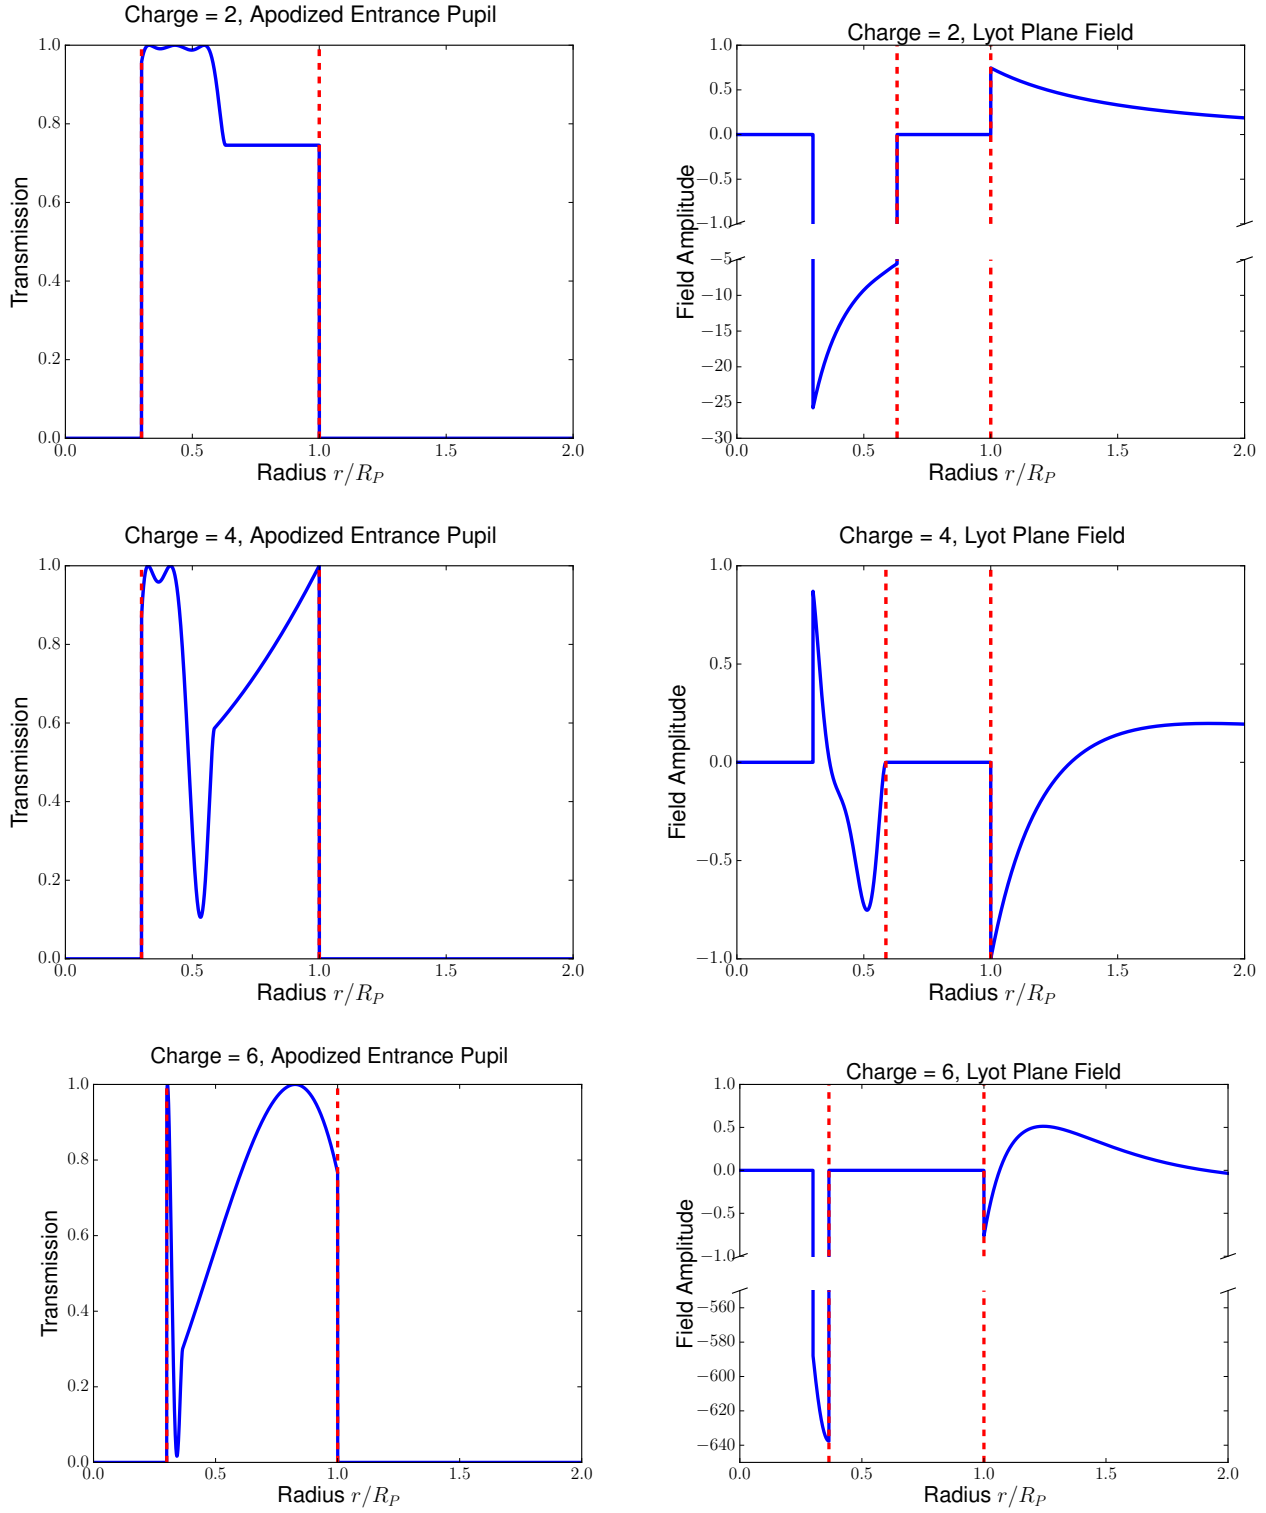 Charge = 2, Apodized Entrance Pupil
1.0
0.8
0.6
0.4
0.2
0.0
Transmission
0.0 0.5 1.0 1.5 2.0
Radius r/R_P
Charge = 2, Lyot Plane Field
0.5
0.0
−0.5
−1.0
−5
−10
−15
−20
−25
−30
Field Amplitude
0.0 0.5 1.0 1.5 2.0
Radius r/R_P
Charge = 4, Apodized Entrance Pupil
1.0
0.8
0.6
0.4
0.2
0.0
Transmission
0.0 0.5 1.0 1.5 2.0
Radius r/R_P
Charge = 4, Lyot Plane Field
1.0
0.5
0.0
−0.5
−1.0
Field Amplitude
0.0 0.5 1.0 1.5 2.0
Radius r/R_P
Charge = 6, Apodized Entrance Pupil
1.0
0.8
0.6
0.4
0.2
0.0
Transmission
0.0 0.5 1.0 1.5 2.0
Radius r/R_P
Charge = 6, Lyot Plane Field
1.0
0.5
0.0
−0.5
−1.0
−560
−580
−600
−620
−640
Field Amplitude
0.0 0.5 1.0 1.5 2.0
Radius r/R_P